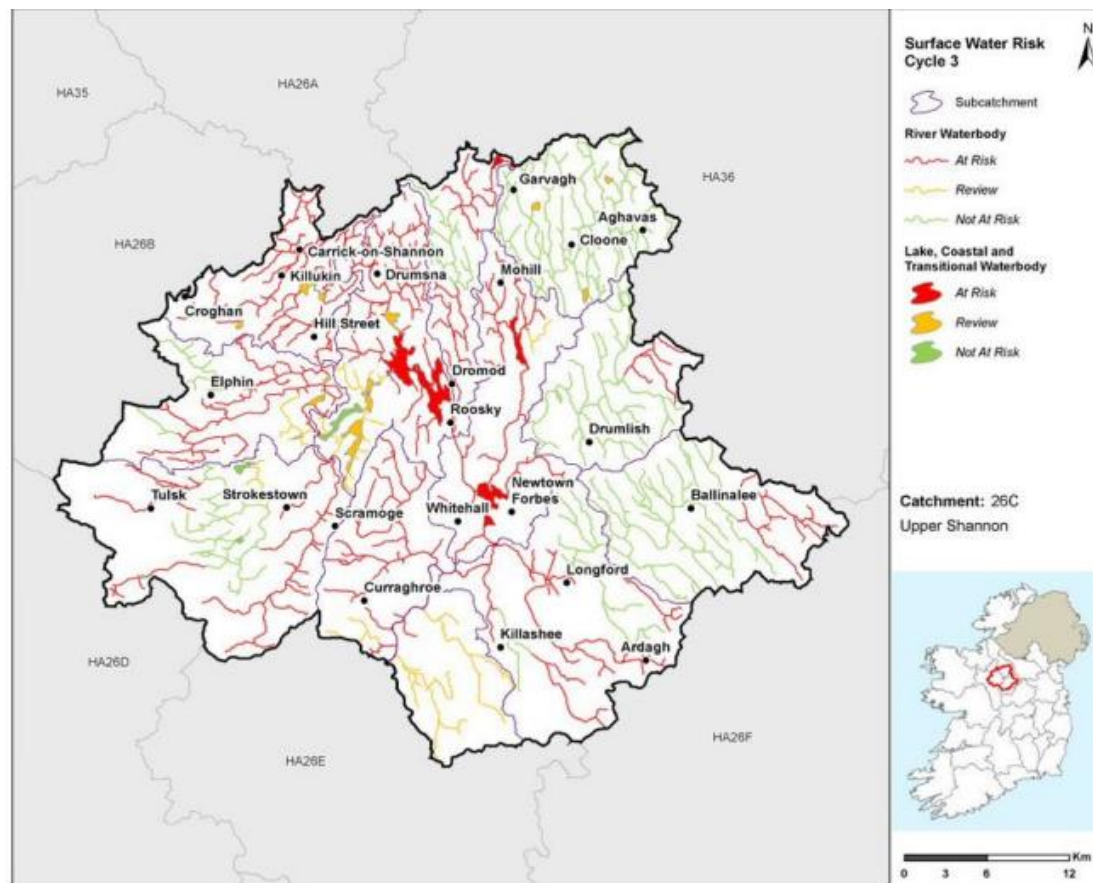 HA35
HA26A
HA36
HA26B
HA26D
HA26E
HA26F
Garvagh
Aghavas
Cloone
Carrick-on-Shannon
Killukin
Drumsna
Mohill
Croghan
Hill Street
Elphin
Dromod
Roosky
Drumlish
Tulsk
Strokestown
Scramoge
Whitehall
Newtown
Forbes
Ballinalee
Curraghroe
Longford
Killashee
Ardagh
Surface Water Risk
Cycle 3
N
Subcatchment
River Waterbody
At Risk
Review
Not At Risk
Lake, Coastal and
Transitional Waterbody
At Risk
Review
Not At Risk
Catchment: 26C
Upper Shannon
Km
0 3 6 12